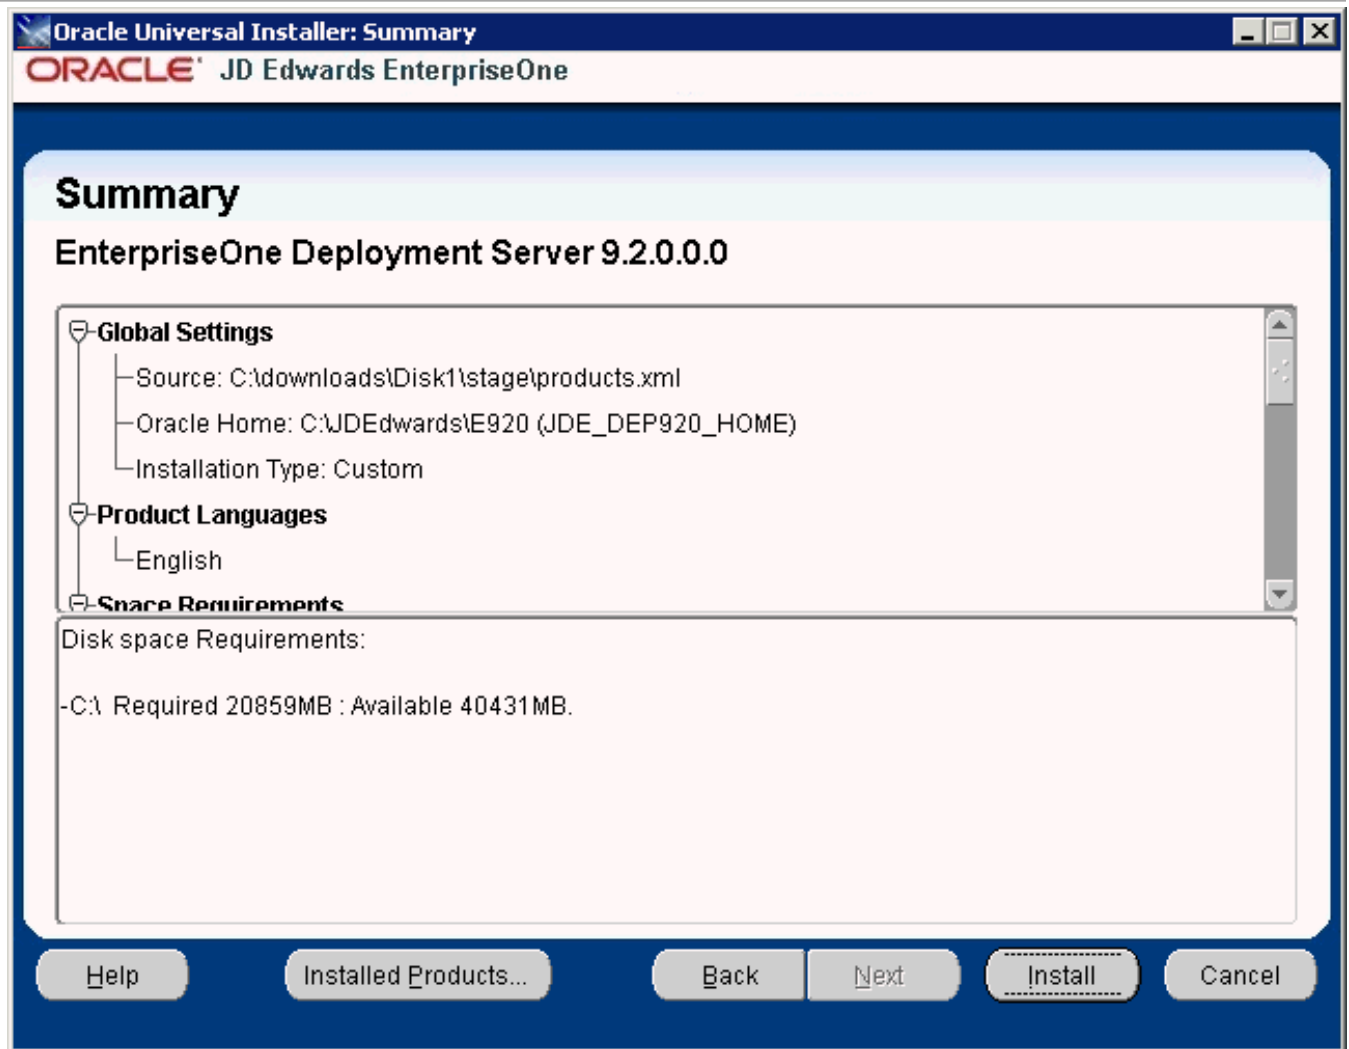 Oracle Universal Installer: Summary
ORACLE JD Edwards EnterpriseOne
Summary
EnterpriseOne Deployment Server 9.2.0.0.0
Global Settings
Source: C:\downloads\Disk1\stage\products.xml
Oracle Home: C:\JDEdwards\E920 (JDE_DEP920_HOME)
Installation Type: Custom
Product Languages
English
Space Requirements
Disk space Requirements:
-C:\ Required 20859MB : Available 40431MB.
Help Installed Products... Back Next Install Cancel